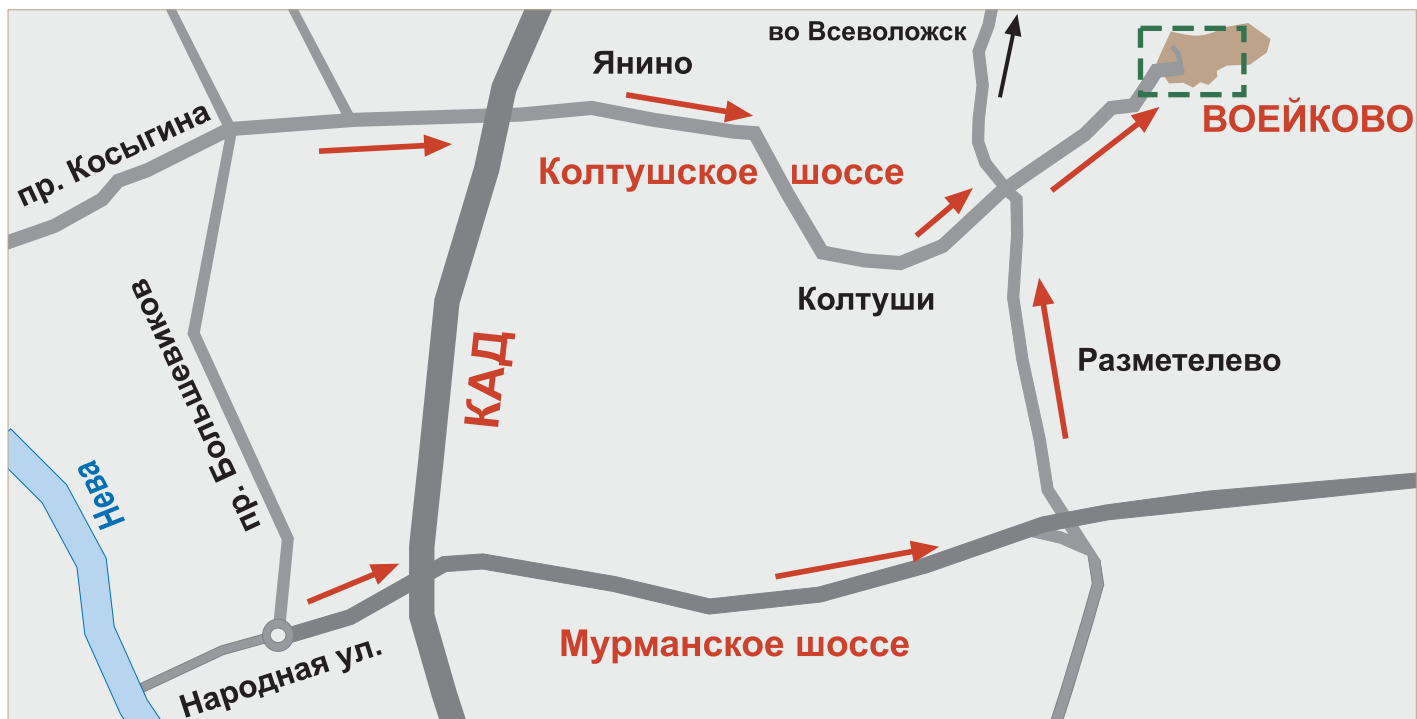 во Всеволожск
Янино
ВОЕЙКОВО
пр. Косыгина
Колтушское шоссе
Колтуши
пр. Большевиков
КАД
Разметелево
Нева
Мурманское шоссе
Народная ул.